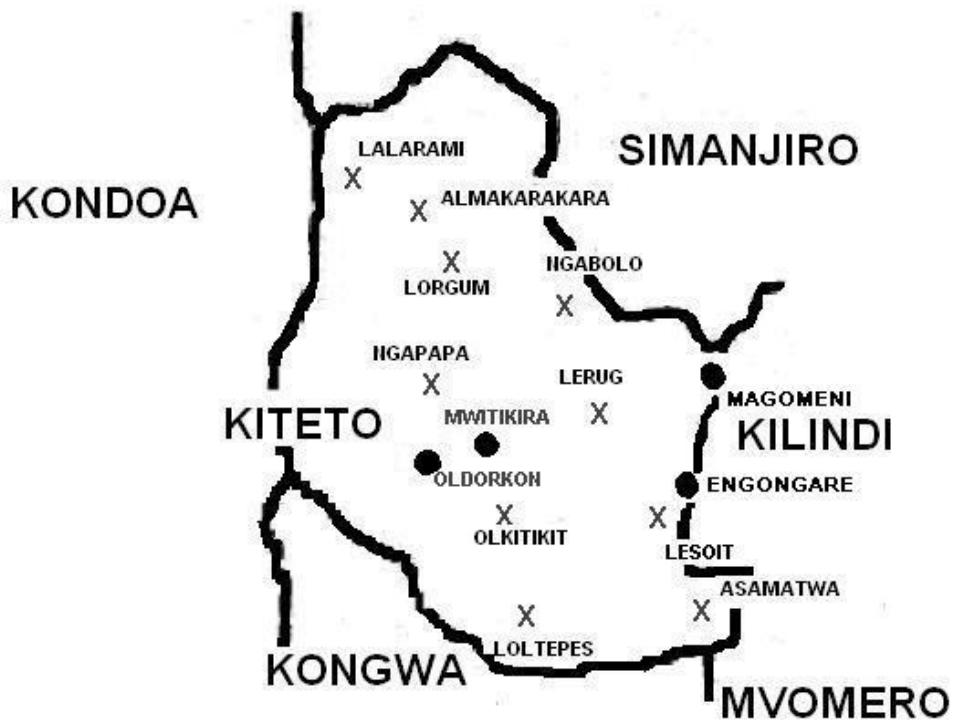 LALARAMI
SIMANJIRO
KONDOA
ALMAKARAKARA
NGABOLO
LORGUM
NGAPAPA
LERUG
MAGOMENI
KITETO
MWITIKIRA
KILINDI
OLDORKON
ENGONGARE
OLKITIKIT
LESOIT
ASAMATWA
LOLTEPES
KONGWA
MVOMERO